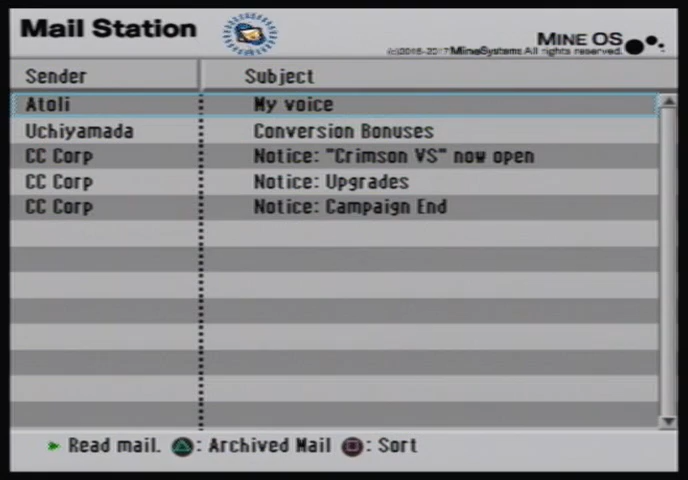 Mail Station
MINE OS
(c)2016-2017 MimeSystems All rights reserved.
Sender Subject
Atoli My voice
Uchiyamada Conversion Bonuses
CC Corp Notice: "Crimson VS" now open
CC Corp Notice: Upgrades
CC Corp Notice: Campaign End
Read mail. : Archived Mail : Sort